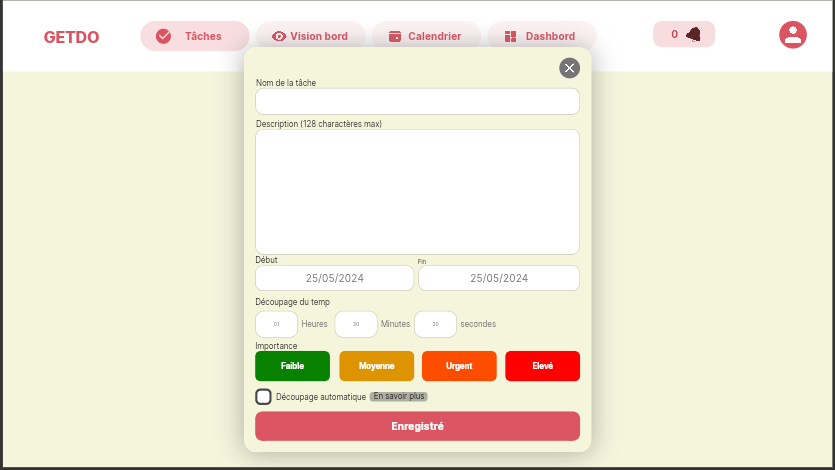 GETDO Tâches Vision bord Calendrier Dashbord 0
Nom de la tâche
Description (128 charactères max)
Début Fin
25/05/2024 25/05/2024
Découpage du temp
01 Heures 30 Minutes 20 secondes
Importance
Faible Moyenne Urgent Elevé
Découpage automatique En savoir plus
Enregistré